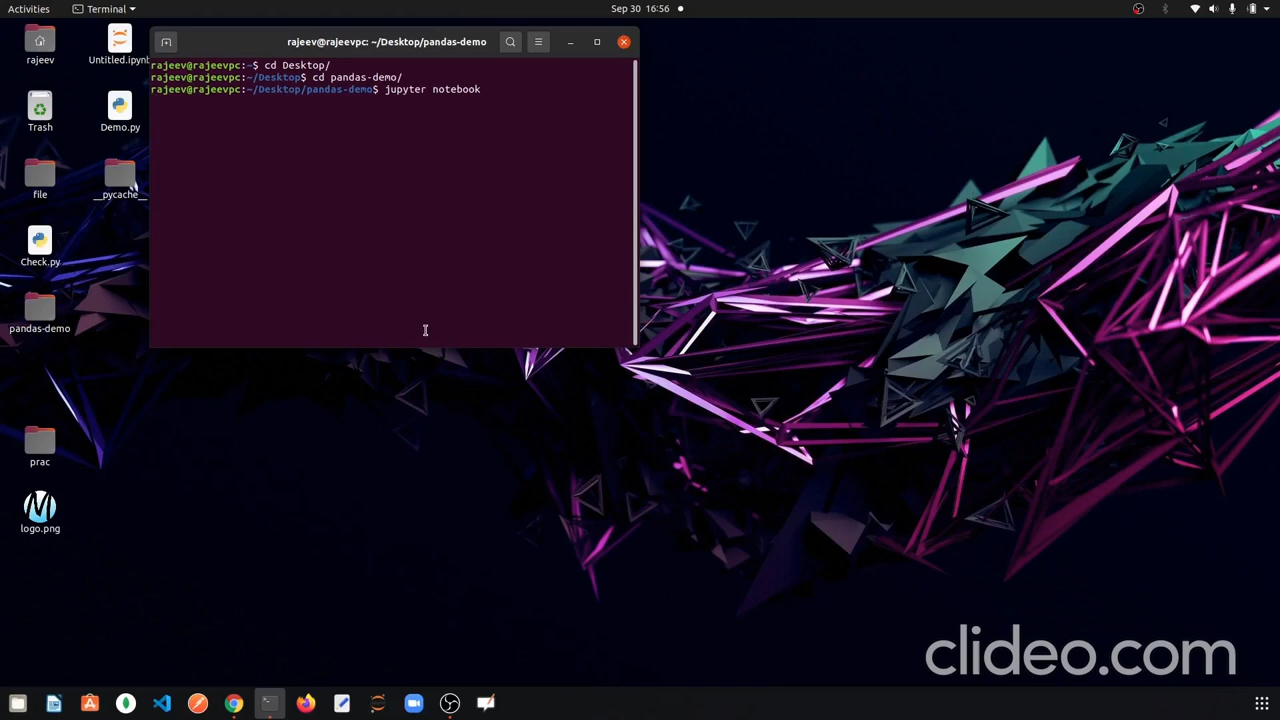 Activities
Terminal
Sep 30 16:56
rajeev@rajeevpc: ~/Desktop/pandas-demo
rajeev@rajeevpc:~$ cd Desktop/
rajeev@rajeevpc:~/Desktop$ cd pandas-demo/
rajeev@rajeevpc:~/Desktop/pandas-demo$ jupyter notebook
rajeev
Untitled.ipynb
Trash
Demo.py
file
__pycache__
Check.py
pandas-demo
prac
logo.png
clideo.com